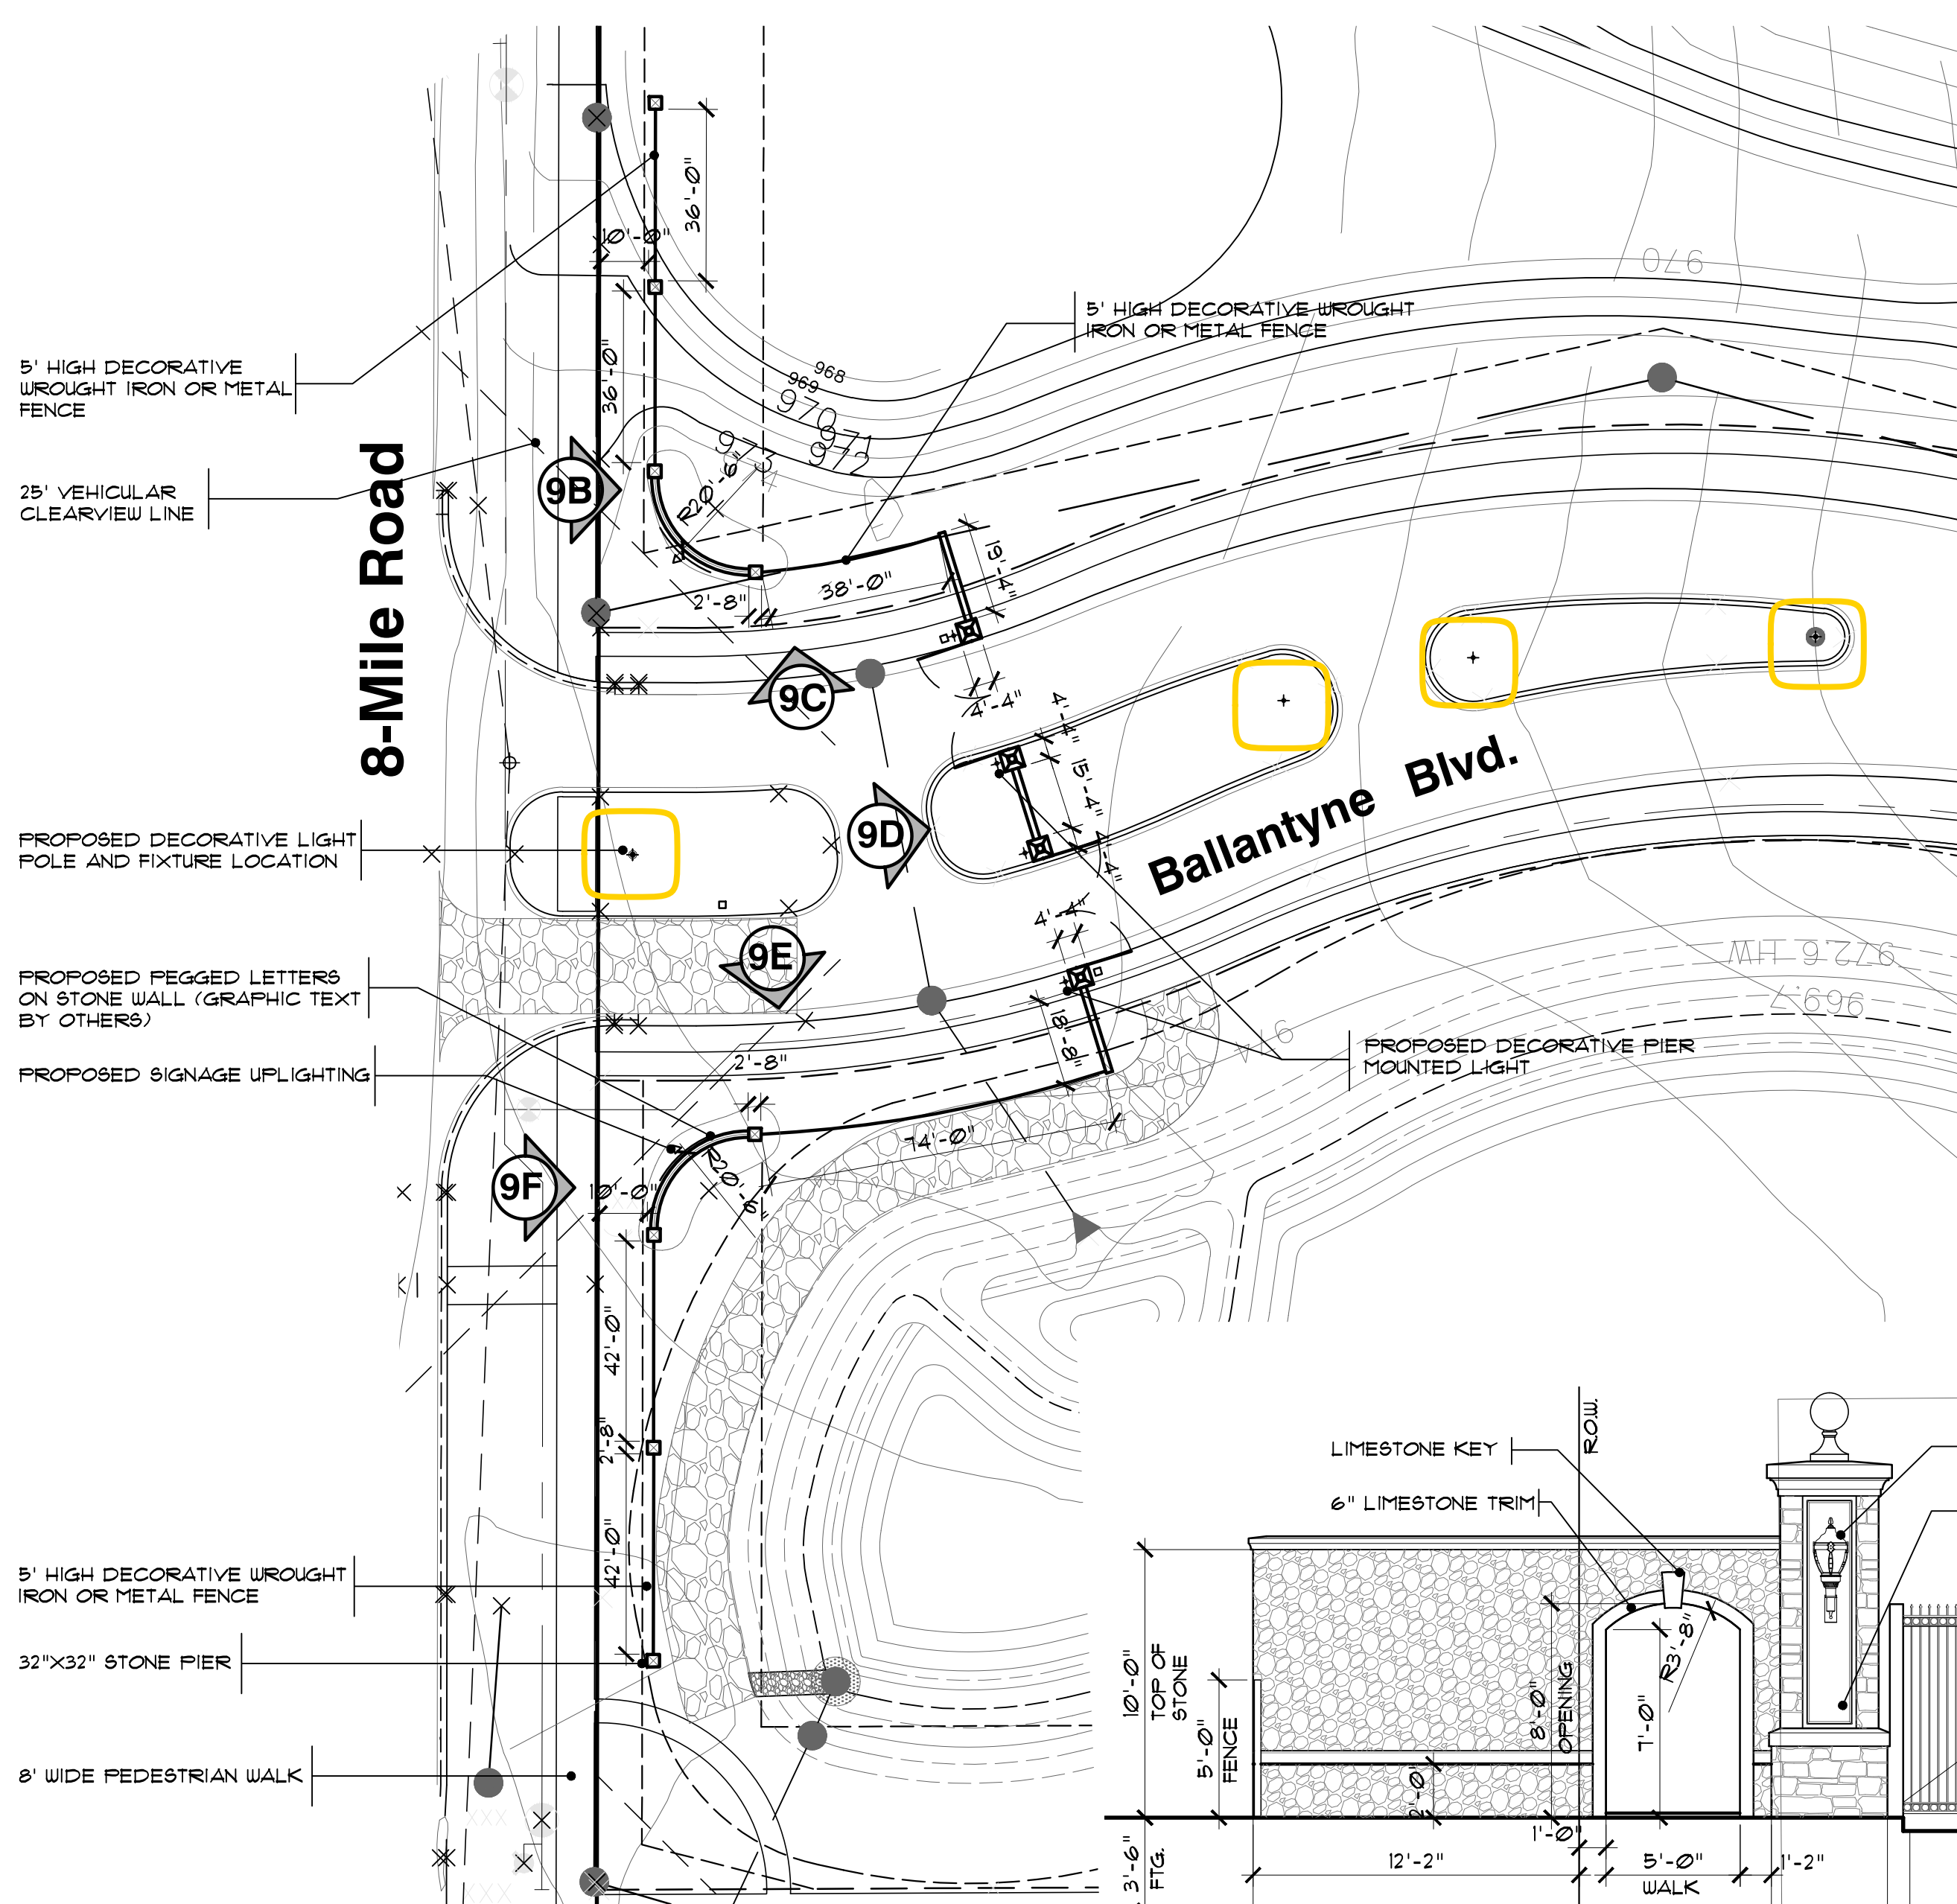 36'-0"
10'-0"
970
5' HIGH DECORATIVE WROUGHT
IRON OR METAL FENCE
5' HIGH DECORATIVE
WROUGHT IRON OR METAL
FENCE
36'-0"
968
969
970
971
972
973
25' VEHICULAR
CLEARVIEW LINE
8-Mile Road
9B
R20'-6"
2'-8"
38'-0"
19'-4"
9C
4'-4"
4'-4"
15'-4"
4'-4"
9D
Ballantyne Blvd.
PROPOSED DECORATIVE LIGHT
POLE AND FIXTURE LOCATION
9E
4'-4"
972.6 HW
969.7
PROPOSED PEGGED LETTERS
ON STONE WALL (GRAPHIC TEXT
BY OTHERS)
18'-8"
PROPOSED DECORATIVE PIER
MOUNTED LIGHT
2'-8"
PROPOSED SIGNAGE UPLIGHTING
74'-0"
R20'-6"
9F
10'-0"
42'-0"
2'-8"
42'-0"
5' HIGH DECORATIVE WROUGHT
IRON OR METAL FENCE
32"X32" STONE PIER
8' WIDE PEDESTRIAN WALK
R.O.W.
LIMESTONE KEY
6" LIMESTONE TRIM
10'-0"
TOP OF
STONE
5'-0"
FENCE
2'-0"
8'-0"
OPENING
7'-0"
R3'-8"
1'-0"
3'-6"
FTG.
12'-2"
5'-0"
WALK
1'-2"